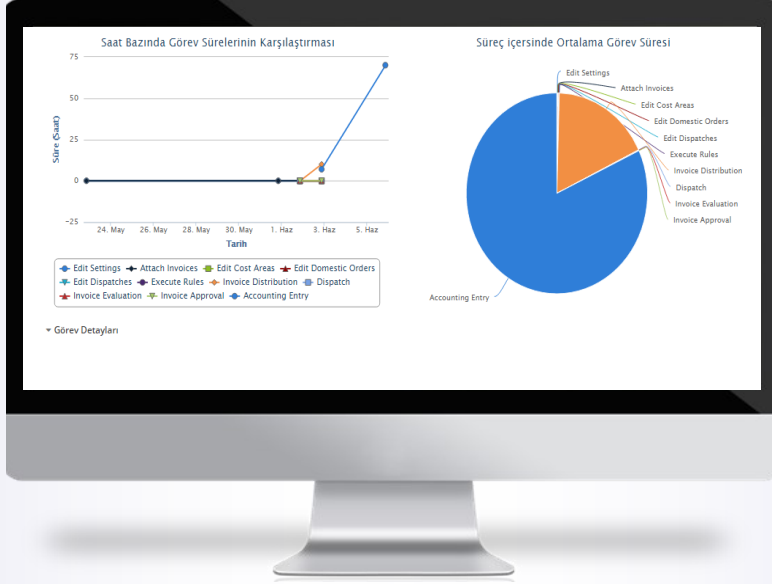 Saat Bazında Görev Sürelerinin Karşılaştırması
75
50
25
0
−25
Süre (Saat)
24. May 26. May 28. May 30. May 1. Haz 3. Haz 5. Haz
Tarih
Edit Settings Attach Invoices Edit Cost Areas Edit Domestic Orders
Edit Dispatches Execute Rules Invoice Distribution Dispatch
Invoice Evaluation Invoice Approval Accounting Entry
Görev Detayları
Süreç içersinde Ortalama Görev Süresi
Edit Settings
Attach Invoices
Edit Cost Areas
Edit Domestic Orders
Edit Dispatches
Execute Rules
Invoice Distribution
Dispatch
Invoice Evaluation
Invoice Approval
Accounting Entry